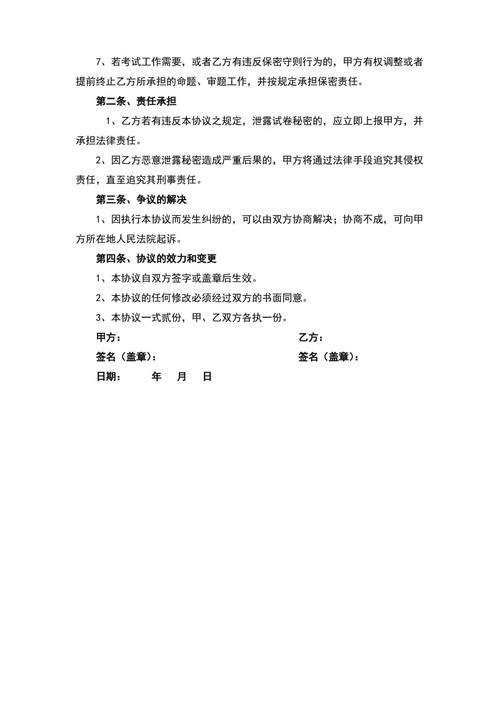 7、若考试工作需要，或者乙方有违反保密守则行为的，甲方有权调整或者
提前终止乙方所承担的命题、审题工作，并按规定承担保密责任。
第二条、责任承担
1、乙方若有违反本协议之规定，泄露试卷秘密的，应立即上报甲方，并
承担法律责任。
2、因乙方恶意泄露秘密造成严重后果的，甲方将通过法律手段追究其侵权
责任，直至追究其刑事责任。
第三条、争议的解决
1、因执行本协议而发生纠纷的，可以由双方协商解决；协商不成，可向甲
方所在地人民法院起诉。
第四条、协议的效力和变更
1、本协议自双方签字或盖章后生效。
2、本协议的任何修改必须经过双方的书面同意。
3、本协议一式贰份，甲、乙双方各执一份。
甲方： 乙方：
签名（盖章）： 签名（盖章）：
日期： 年 月 日